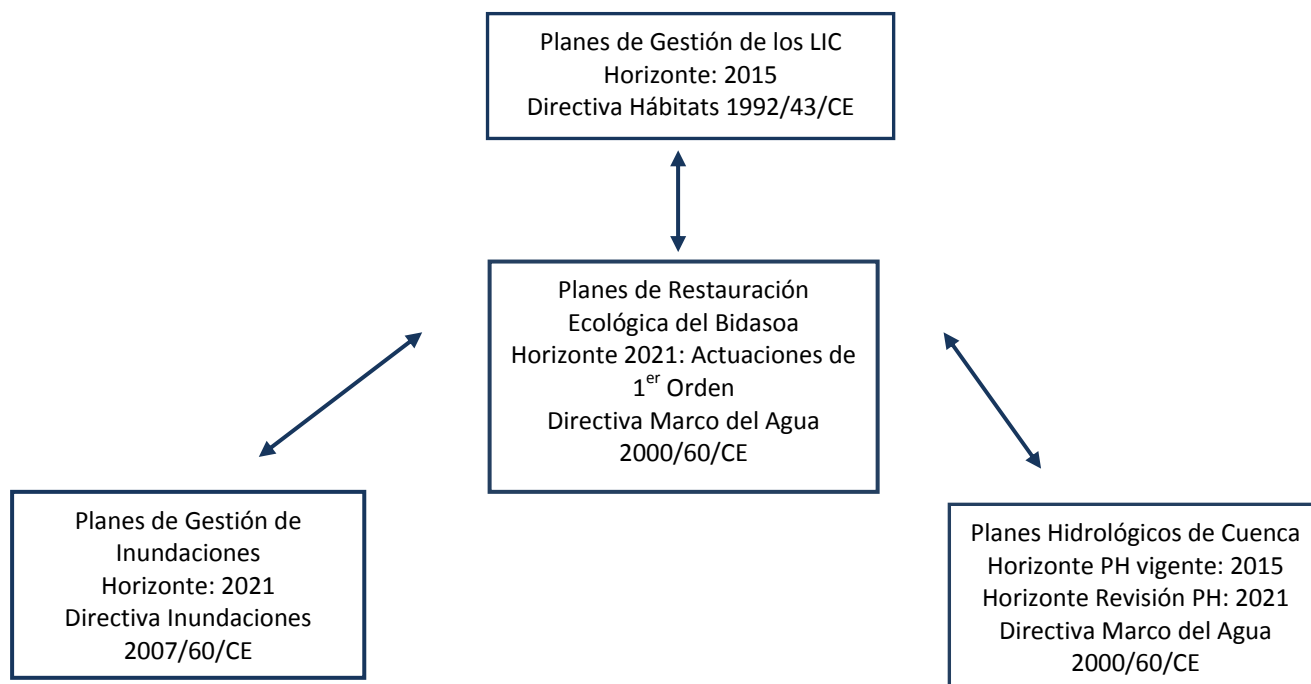 Planes de Gestión de los LIC
Horizonte: 2015
Directiva Hábitats 1992/43/CE
Planes de Restauración
Ecológica del Bidasoa
Horizonte 2021: Actuaciones de
1er Orden
Directiva Marco del Agua
2000/60/CE
Planes de Gestión de
Inundaciones
Horizonte: 2021
Directiva Inundaciones
2007/60/CE
Planes Hidrológicos de Cuenca
Horizonte PH vigente: 2015
Horizonte Revisión PH: 2021
Directiva Marco del Agua
2000/60/CE